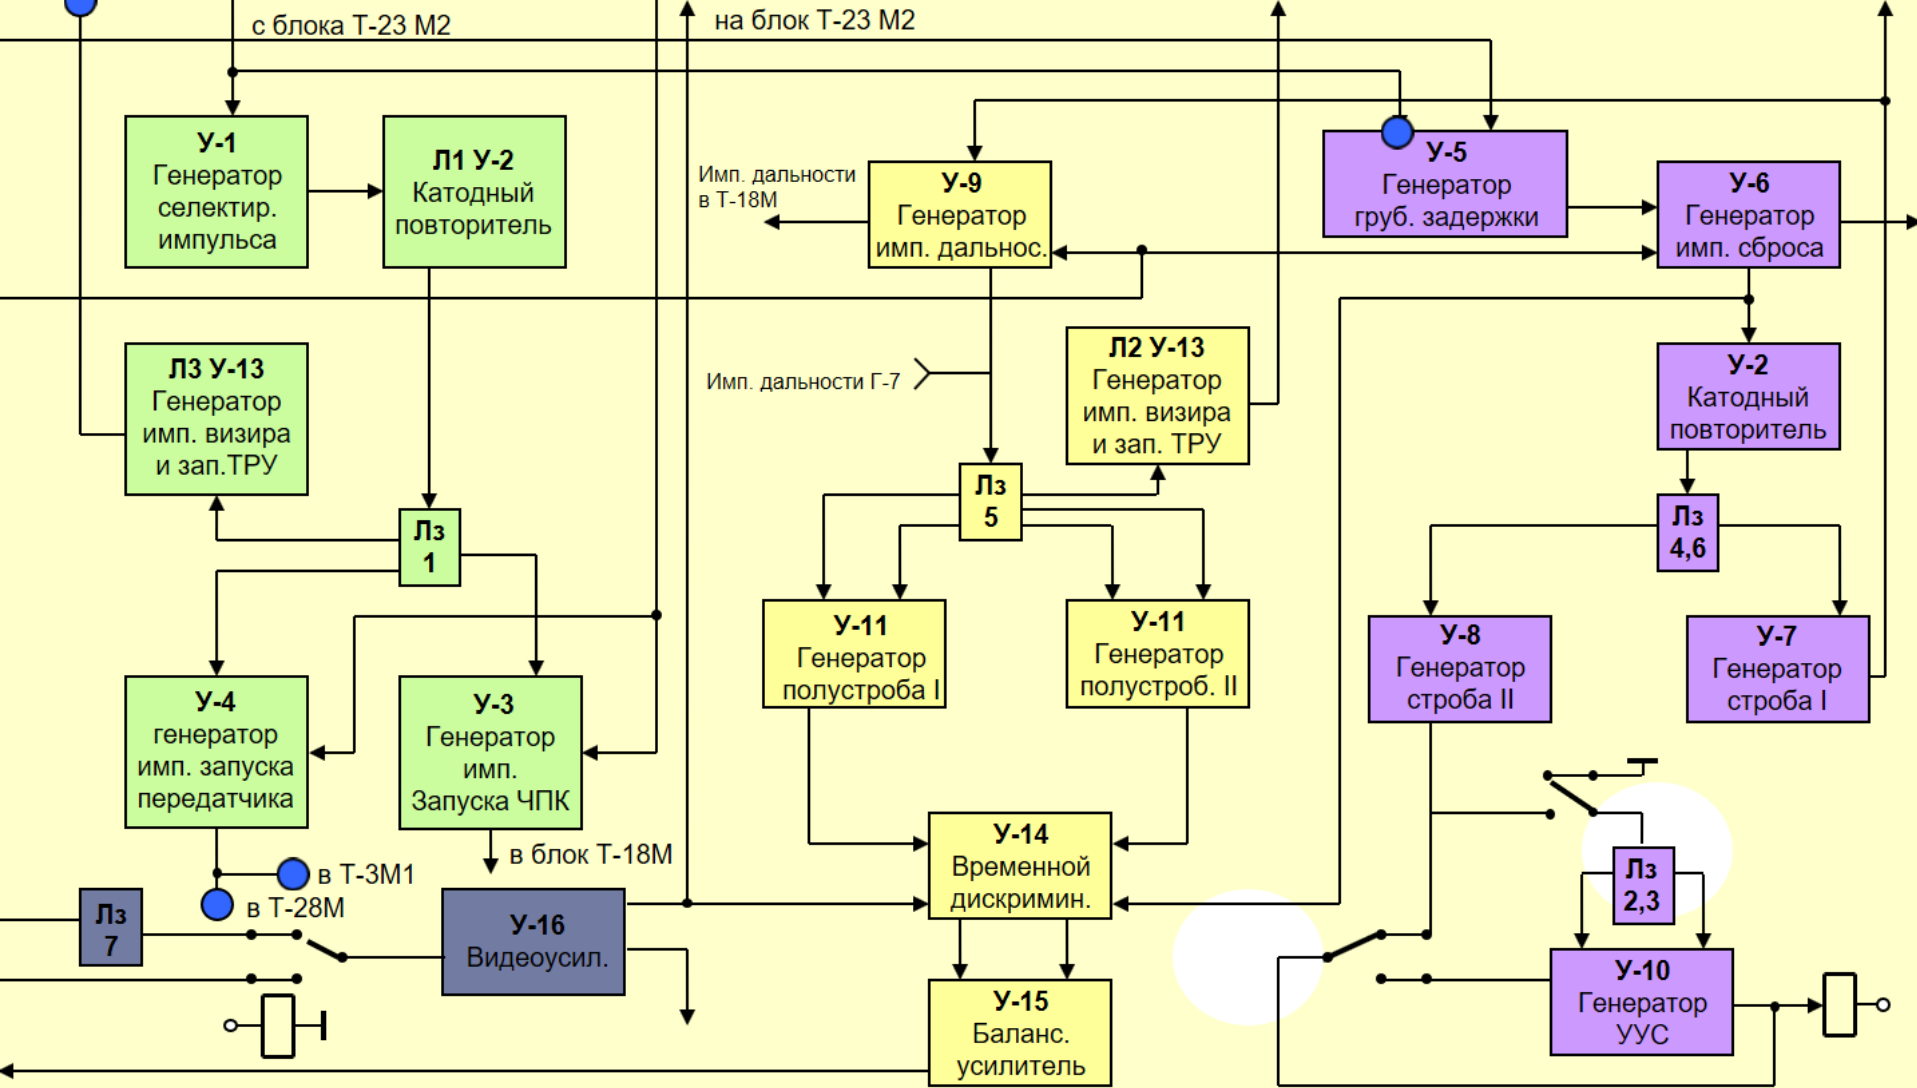 с блока Т-23 М2
на блок Т-23 М2
У-1
Генератор
селектир.
импульса
Л1 У-2
Катодный
повторитель
Имп. дальности
в Т-18М
У-9
Генератор
имп. дальнос.
У-5
Генератор
груб. задержки
У-6
Генератор
имп. сброса
Л3 У-13
Генератор
имп. визира
и зап.ТРУ
Имп. дальности Г-7
Л2 У-13
Генератор
имп. визира
и зап. ТРУ
У-2
Катодный
повторитель
Лз
1
Лз
5
Лз
4,6
У-11
Генератор
полустроба I
У-11
Генератор
полустроб. II
У-8
Генератор
строба II
У-7
Генератор
строба I
У-4
генератор
имп. запуска
передатчика
У-3
Генератор
имп.
Запуска ЧПК
в блок Т-18М
в Т-3М1
в Т-28М
Лз
7
У-16
Видеоусил.
У-14
Временной
дискримин.
Лз
2,3
У-15
Баланс.
усилитель
У-10
Генератор
УУС